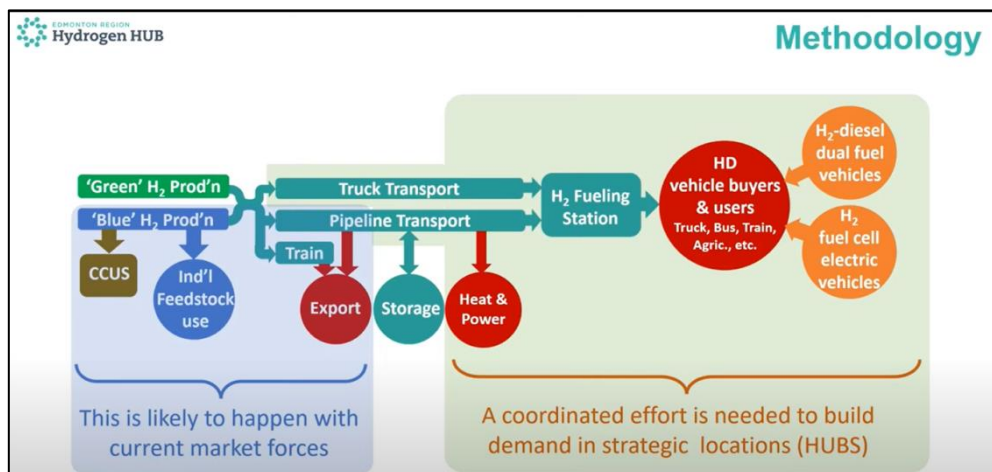 EDMONTON REGION
Hydrogen HUB
Methodology
'Green' H₂ Prod'n
'Blue' H₂ Prod'n
CCUS
Ind'l
Feedstock
use
Truck Transport
Pipeline Transport
Train
Export
Storage
Heat &
Power
H₂ Fueling
Station
HD
vehicle buyers
& users
Truck, Bus, Train,
Agric., etc.
H₂-diesel
dual fuel
vehicles
H₂
fuel cell
electric
vehicles
This is likely to happen with
current market forces
A coordinated effort is needed to build
demand in strategic locations (HUBS)